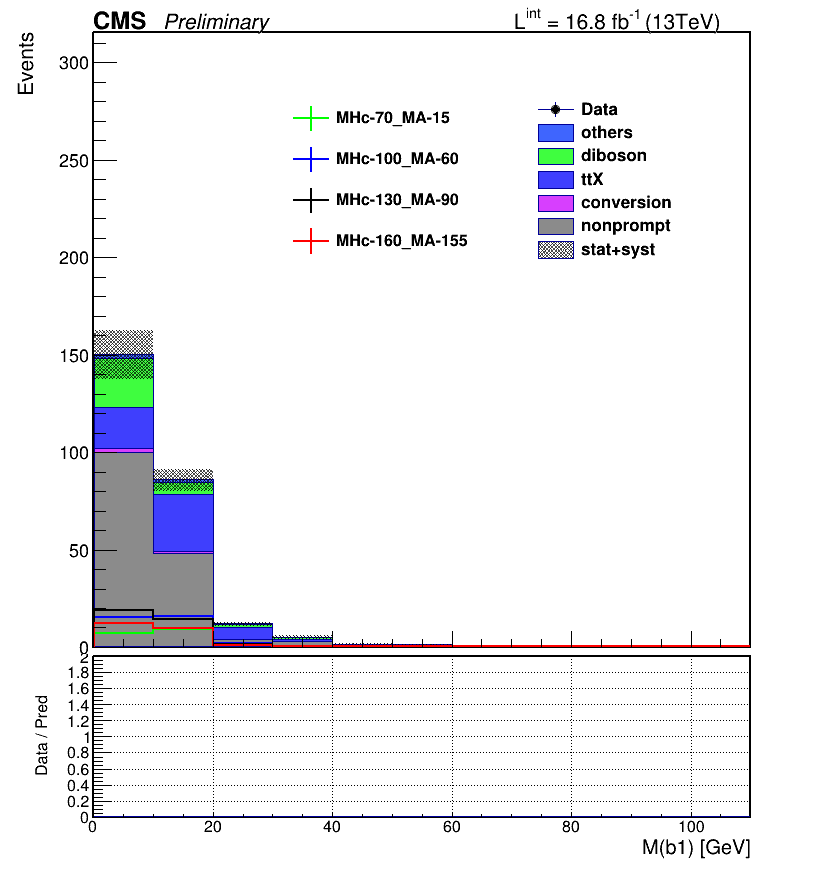 CMS Preliminary L^int = 16.8 fb^-1 (13TeV)
Events
300
250
200
150
100
50
0
MHc-70_MA-15
MHc-100_MA-60
MHc-130_MA-90
MHc-160_MA-155
Data
others
diboson
ttX
conversion
nonprompt
stat+syst
Data / Pred
2
1.8
1.6
1.4
1.2
1
0.8
0.6
0.4
0.2
0
0 20 40 60 80 100
M(b1) [GeV]